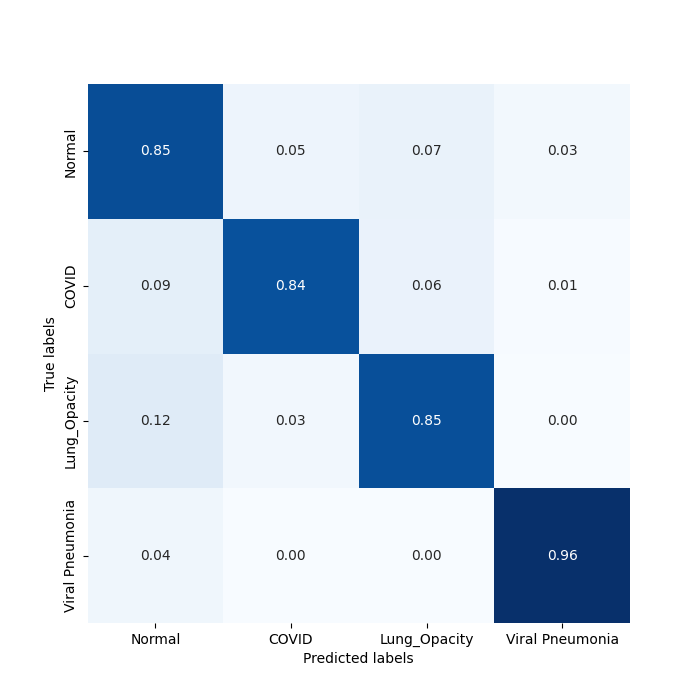 Normal
0.85 0.05 0.07 0.03
COVID
0.09 0.84 0.06 0.01
True labels
Lung_Opacity
0.12 0.03 0.85 0.00
Viral Pneumonia
0.04 0.00 0.00 0.96
Normal COVID Lung_Opacity Viral Pneumonia
Predicted labels